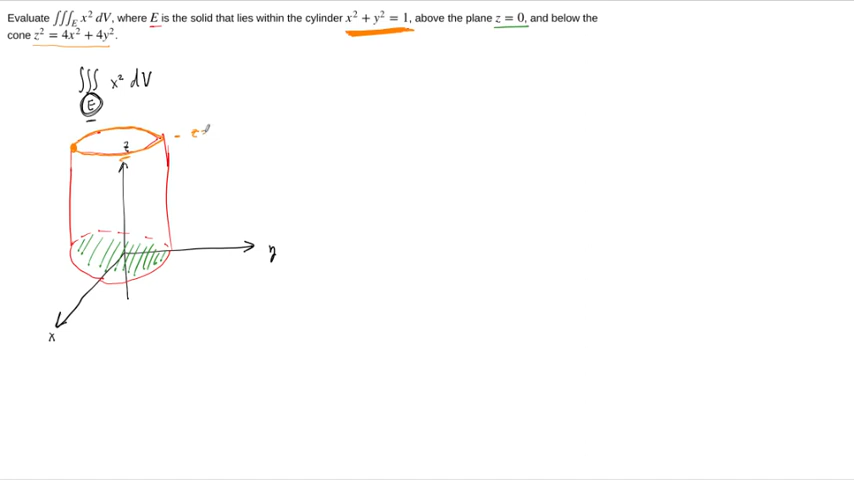 Evaluate ∭_E x² dV, where E is the solid that lies within the cylinder x² + y² = 1, above the plane z = 0, and below the
cone z² = 4x² + 4y².
∭ x² dV
E
z
y
x